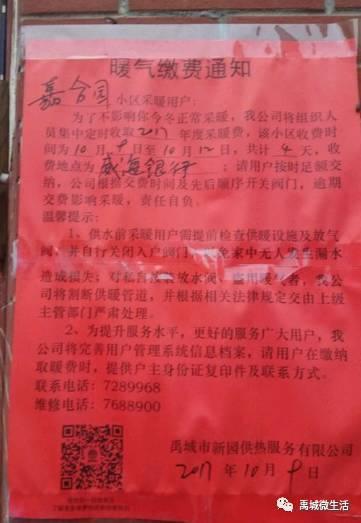 暖气缴费通知
嘉合园小区采暖用户:
为了不影响你今冬正常采暖,我公司将组织人
员集中定时收取2017年度采暖费,该小区收费时
间为10月9日至10月12日,共计4天,收
费地点为威海银行;请用户按时足额交
纳,公司根据交费时间及先后顺序开关阀门,逾期
交费影响采暖,责任自负。
温馨提示:
1、供水前采暖用户需提前检查供暖设施及放气
阀,并自行关闭入户阀门,避免家中无人发生漏水
造成损失;对私自改装放水阀、盗用暖气者,我公
司将割断供暖管道,并根据相关法律规定交由上级
主管部门严肃处理。
2、为提升服务水平,更好的服务广大用户,我
公司将完善用户管理系统信息档案,请用户在缴纳
取暖费时,提供户主身份证复印件及联系方式。
联系电话:7289968
维修电话:7688900
禹城市新园供热服务有限公司
2017年10月9日
禹城微生活